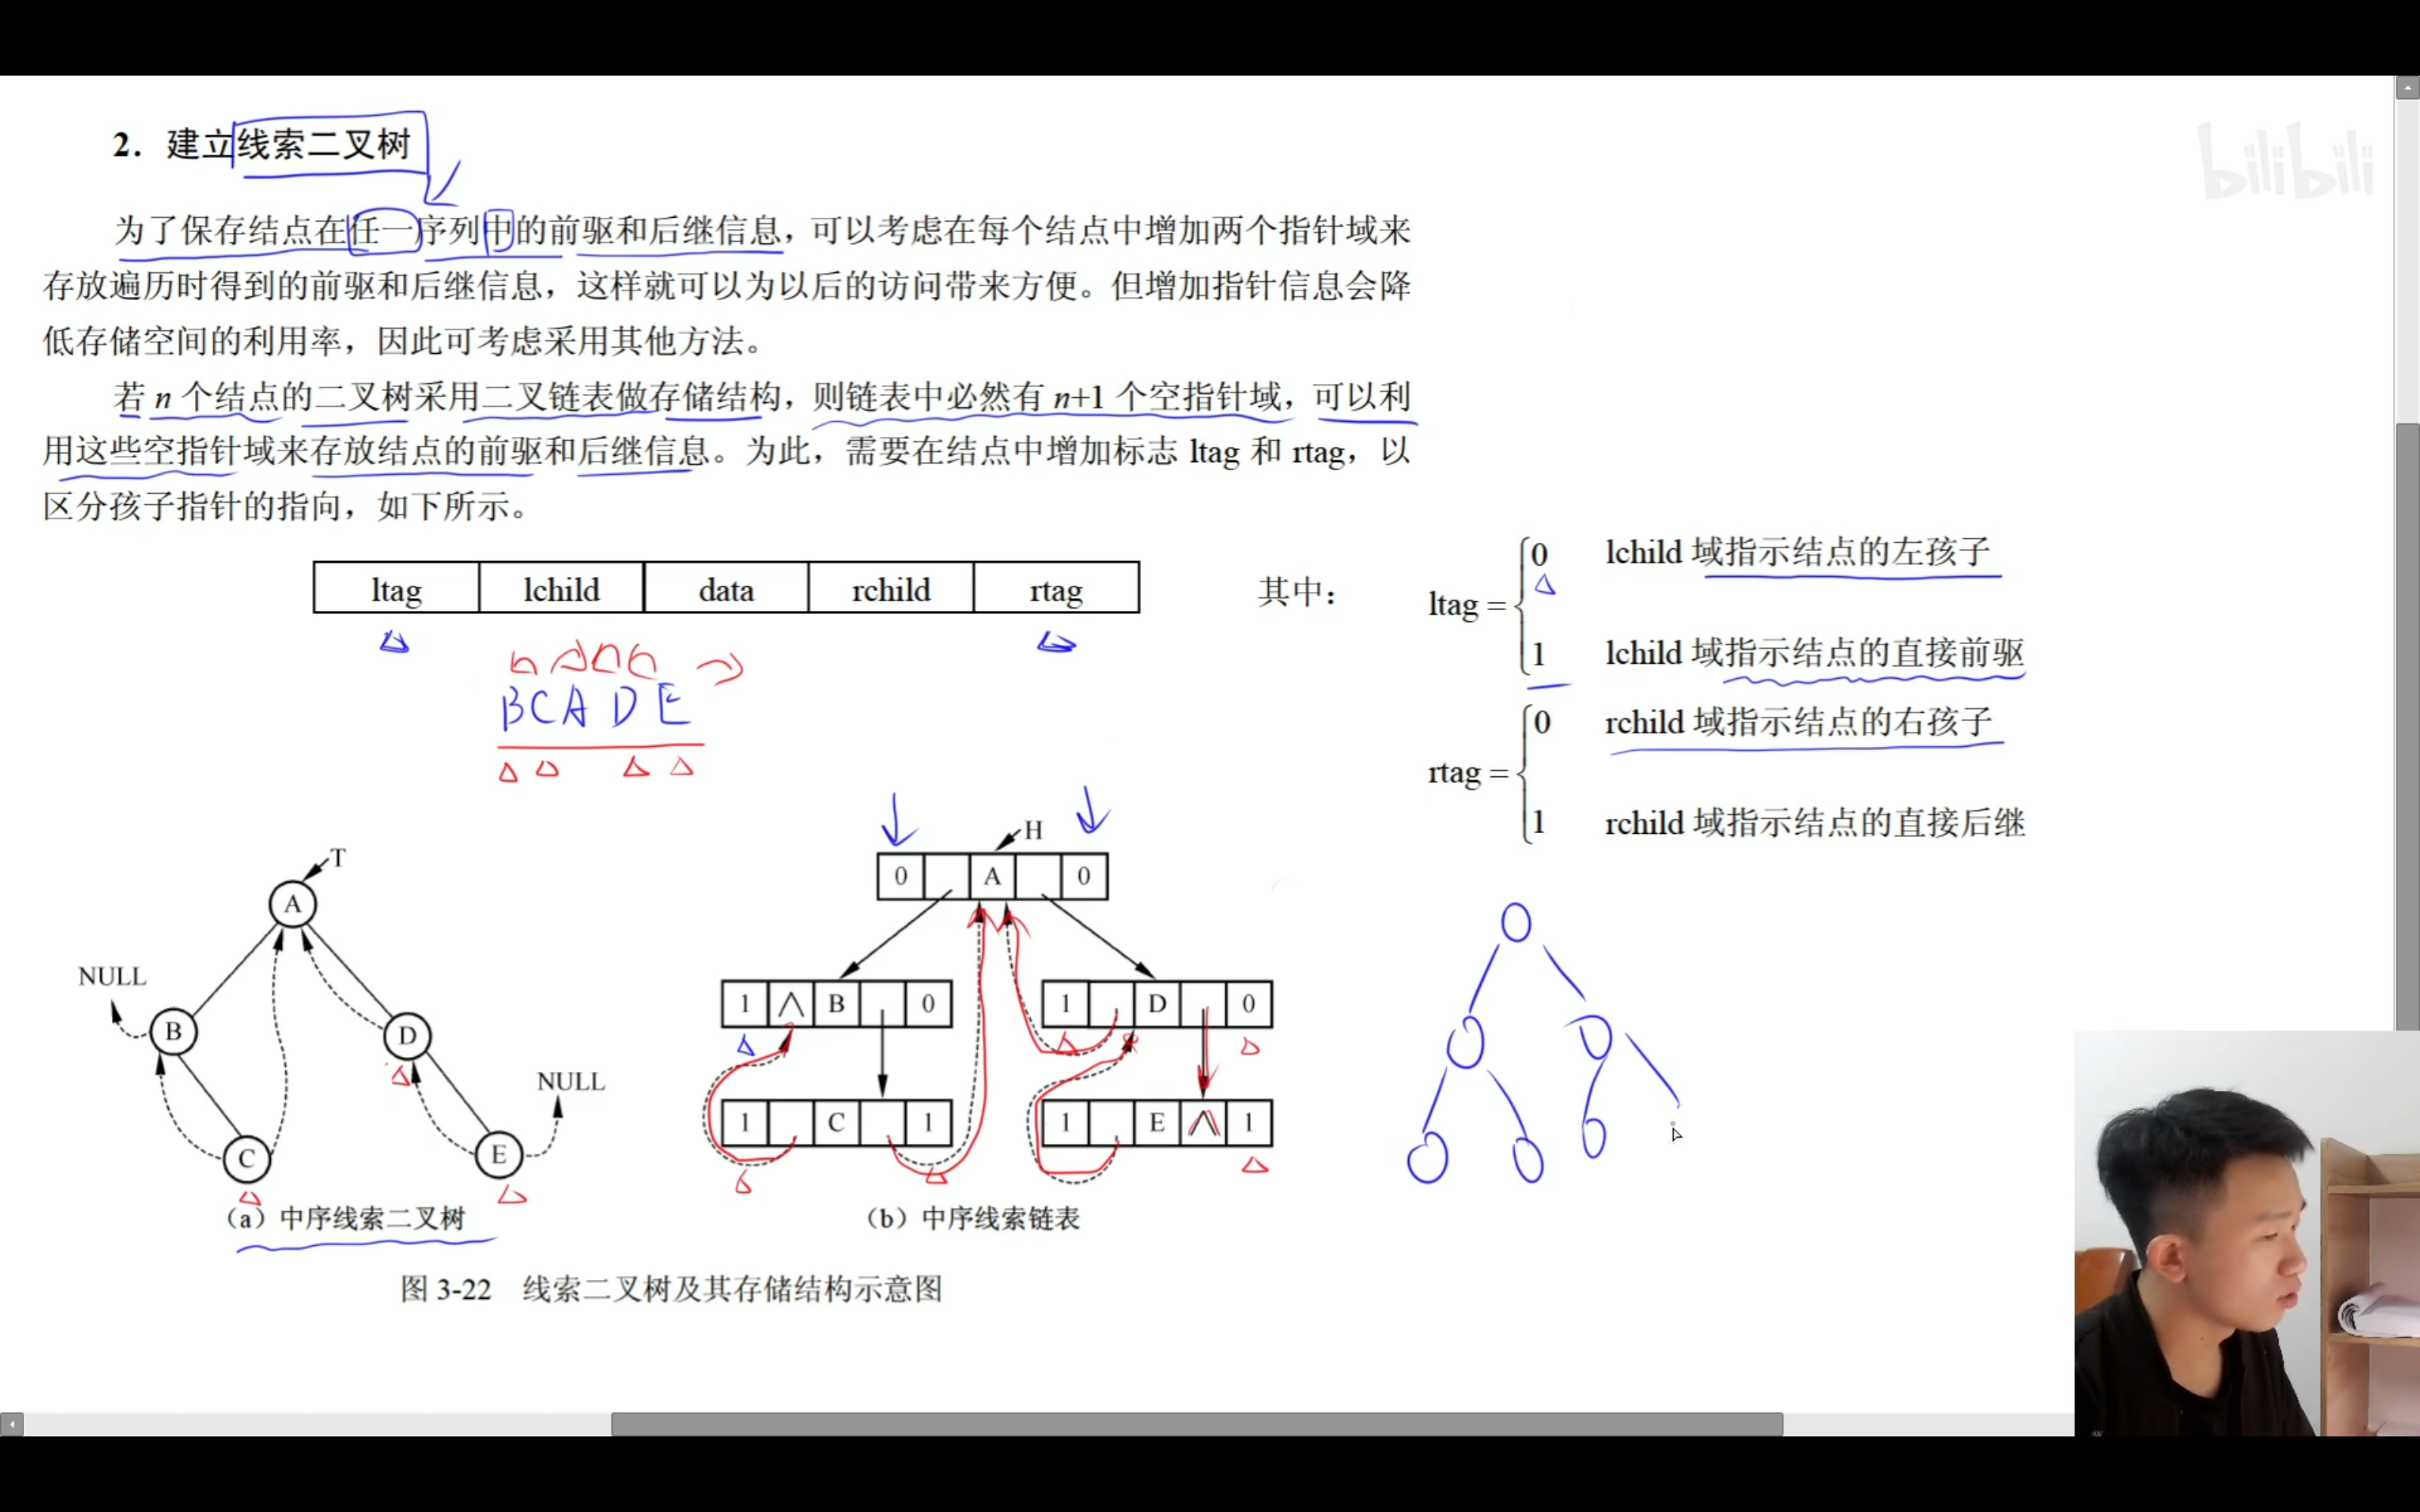 bilibili
2. 建立线索二叉树
为了保存结点在任一序列中的前驱和后继信息，可以考虑在每个结点中增加两个指针域来
存放遍历时得到的前驱和后继信息，这样就可以为以后的访问带来方便。但增加指针信息会降
低存储空间的利用率，因此可考虑采用其他方法。
若 n 个结点的二叉树采用二叉链表做存储结构，则链表中必然有 n+1 个空指针域，可以利
用这些空指针域来存放结点的前驱和后继信息。为此，需要在结点中增加标志 ltag 和 rtag，以
区分孩子指针的指向，如下所示。
ltag lchild data rchild rtag
其中：
ltag =
0 lchild 域指示结点的左孩子
1 lchild 域指示结点的直接前驱
rtag =
0 rchild 域指示结点的右孩子
1 rchild 域指示结点的直接后继
BCADE
T
A
NULL
B
D
NULL
C
E
（a）中序线索二叉树
H
0 A 0
1 ∧ B 0
1 D 0
1 C 1
1 E ∧ 1
（b）中序线索链表
图 3-22 线索二叉树及其存储结构示意图